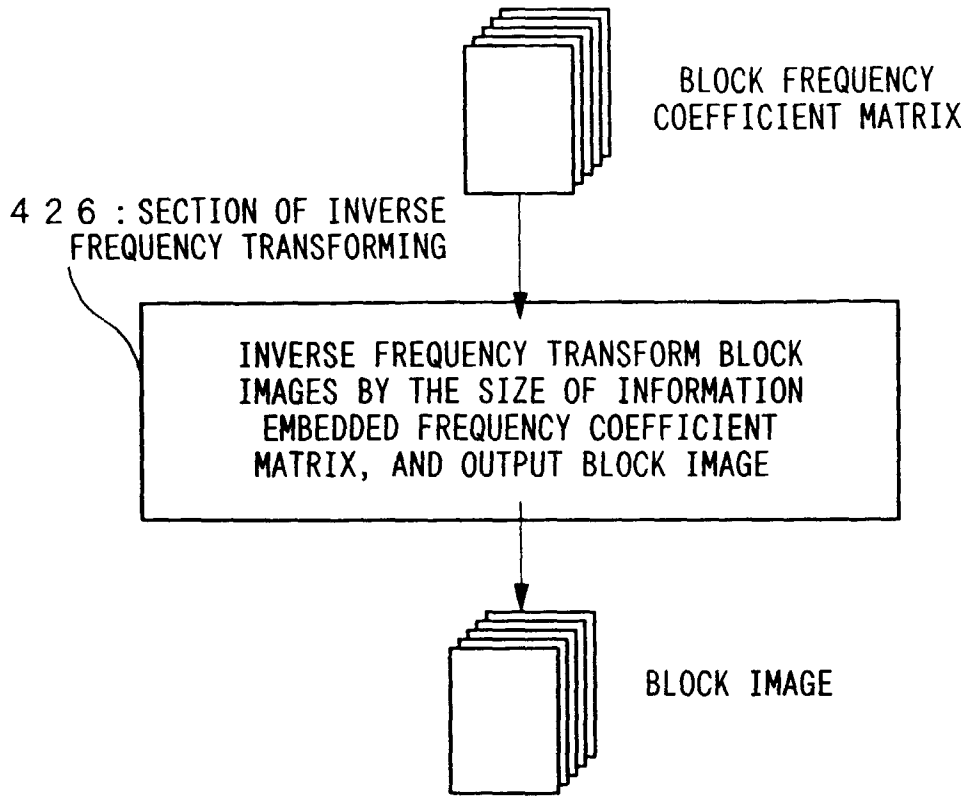 BLOCK FREQUENCY
COEFFICIENT MATRIX
4 2 6 : SECTION OF INVERSE
FREQUENCY TRANSFORMING
INVERSE FREQUENCY TRANSFORM BLOCK
IMAGES BY THE SIZE OF INFORMATION
EMBEDDED FREQUENCY COEFFICIENT
MATRIX, AND OUTPUT BLOCK IMAGE
BLOCK IMAGE